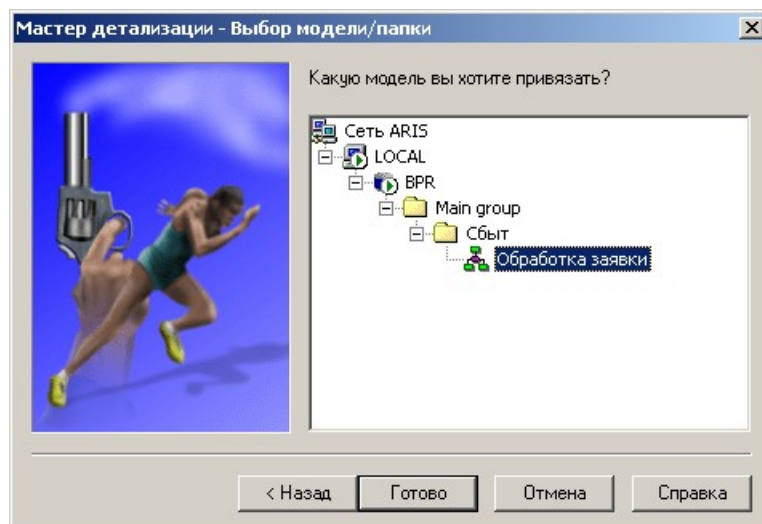 Мастер детализации - Выбор модели/папки
Какую модель вы хотите привязать?
Сеть ARIS
LOCAL
BPR
Main group
Сбыт
Обработка заявки
< Назад Готово Отмена Справка